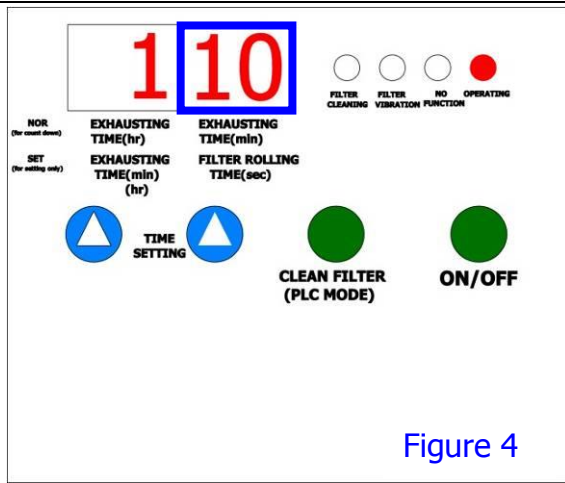 1 10
FILTER CLEANING
FILTER VIBRATION
NO FUNCTION
OPERATING
NOR
(for count down)
EXHAUSTING
TIME(hr)
EXHAUSTING
TIME(min)
SET
(for setting only)
EXHAUSTING
TIME(min)
(hr)
FILTER ROLLING
TIME(sec)
TIME
SETTING
CLEAN FILTER
(PLC MODE)
ON/OFF
Figure 4